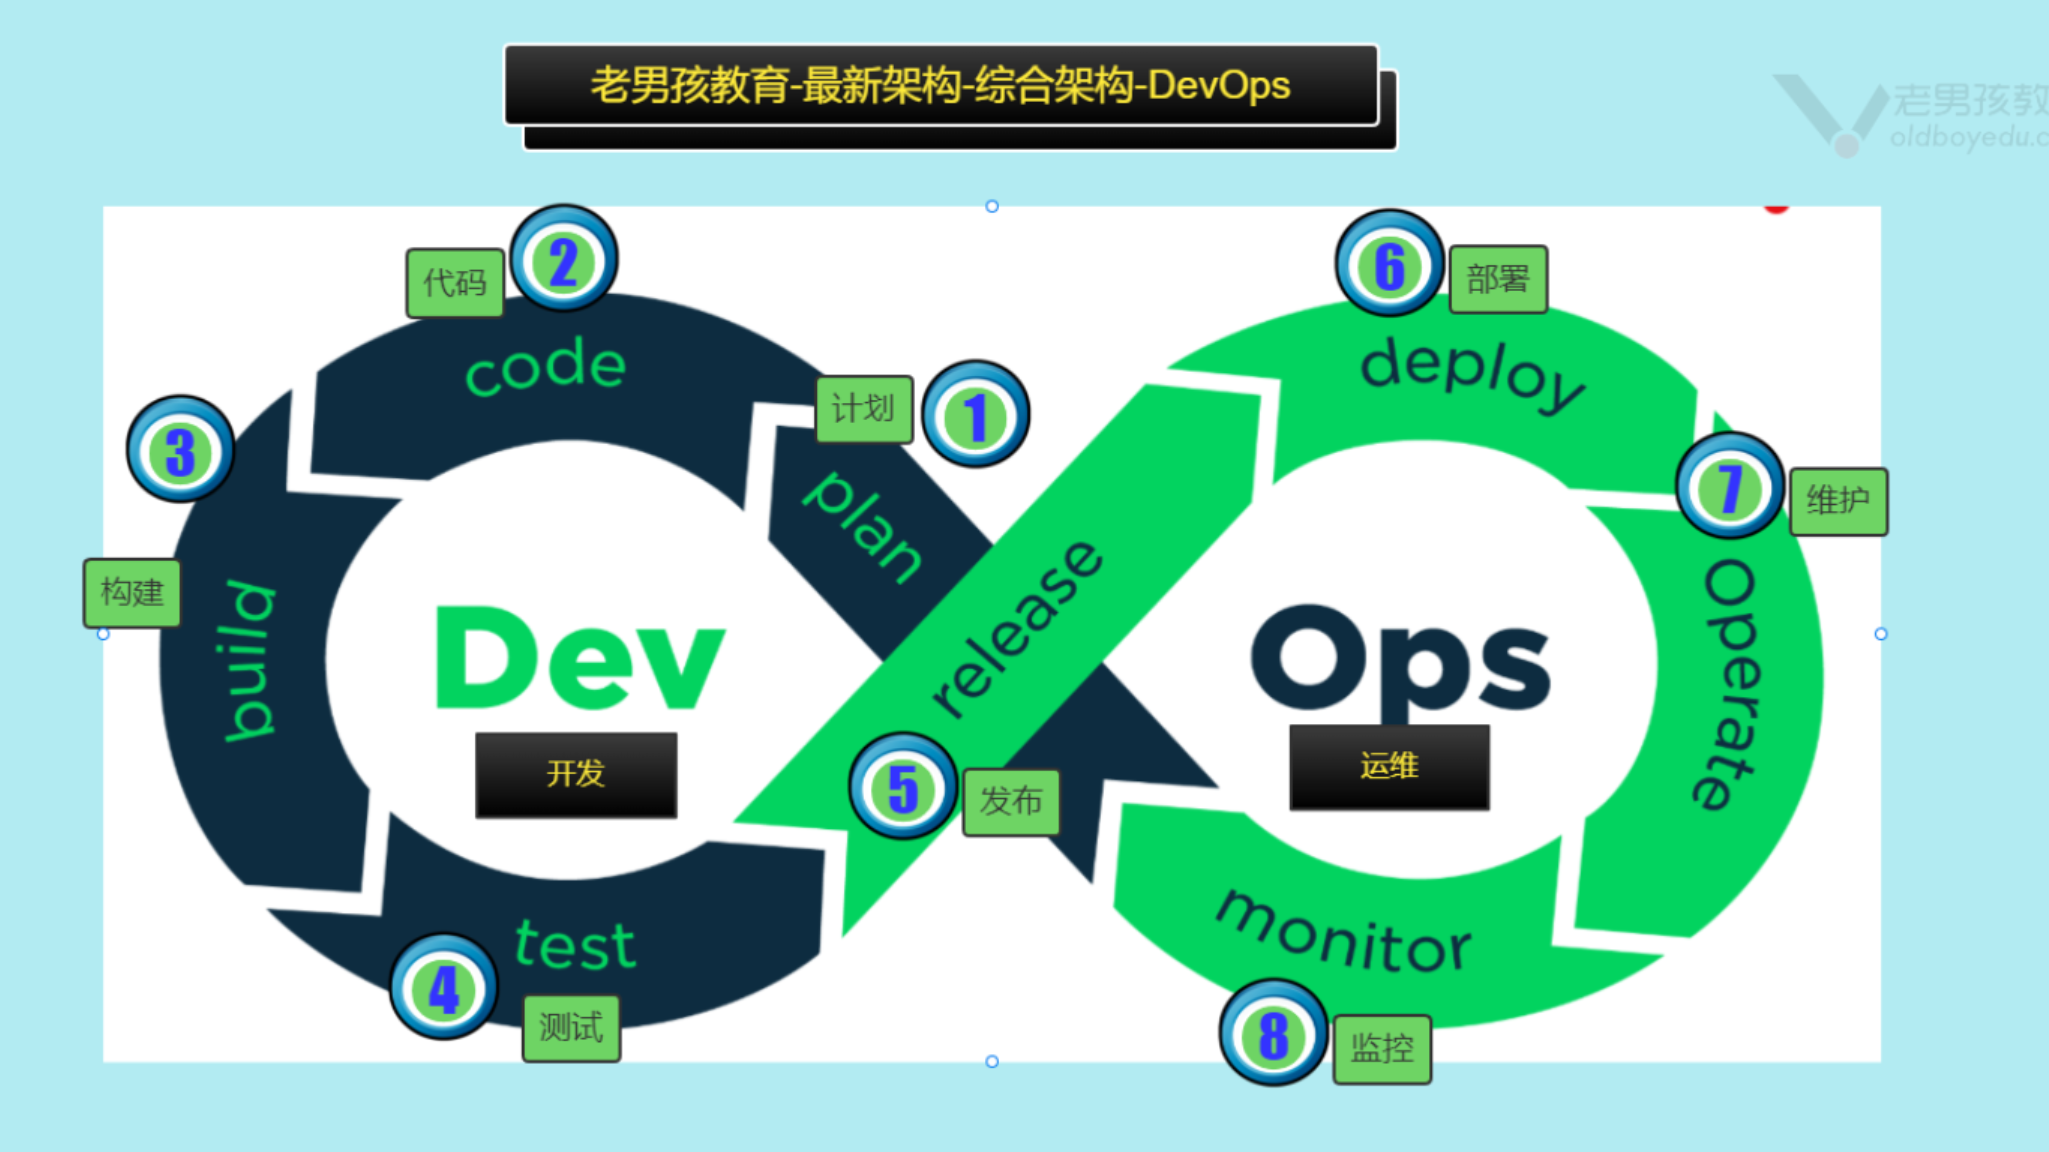 老男孩教育-最新架构-综合架构-DevOps
老男孩教
oldboyedu.c
2
代码
code
6
部署
deploy
计划
1
plan
3
构建
build
7
维护
Operate
release
Dev
开发
Ops
运维
5
发布
test
4
测试
monitor
8
监控